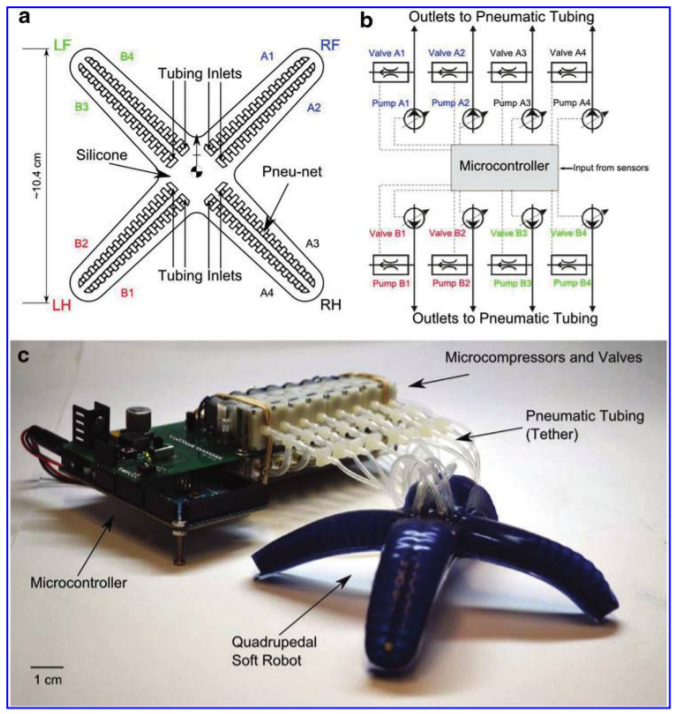 a
LF
B4
A1
RF
Tubing Inlets
B3
A2
Silicone
Pneu-net
~10.4 cm
B2
A3
Tubing Inlets
B1
A4
LH
RH
b
Outlets to Pneumatic Tubing
Valve A1
Valve A2
Valve A3
Valve A4
Pump A1
Pump A2
Pump A3
Pump A4
Microcontroller
Input from sensors
Valve B1
Valve B2
Valve B3
Valve B4
Pump B1
Pump B2
Pump B3
Pump B4
Outlets to Pneumatic Tubing
c
Microcompressors and Valves
Pneumatic Tubing
(Tether)
Microcontroller
Quadrupedal
Soft Robot
1 cm